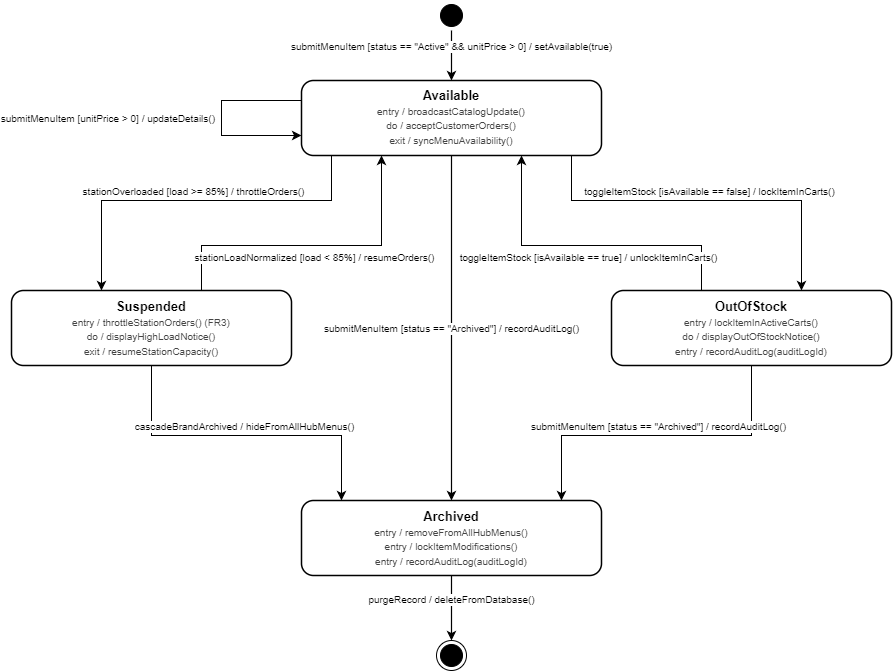 submitMenuItem [status == "Active" && unitPrice > 0] / setAvailable(true)
Available
entry / broadcastCatalogUpdate()
do / acceptCustomerOrders()
exit / syncMenuAvailability()
submitMenuItem [unitPrice > 0] / updateDetails()
stationOverloaded [load >= 85%] / throttleOrders()
toggleItemStock [isAvailable == false] / lockItemInCarts()
stationLoadNormalized [load < 85%] / resumeOrders()
toggleItemStock [isAvailable == true] / unlockItemInCarts()
Suspended
entry / throttleStationOrders() (FR3)
do / displayHighLoadNotice()
exit / resumeStationCapacity()
submitMenuItem [status == "Archived"] / recordAuditLog()
OutOfStock
entry / lockItemInActiveCarts()
do / displayOutOfStockNotice()
entry / recordAuditLog(auditLogId)
cascadeBrandArchived / hideFromAllHubMenus()
submitMenuItem [status == "Archived"] / recordAuditLog()
Archived
entry / removeFromAllHubMenus()
entry / lockItemModifications()
entry / recordAuditLog(auditLogId)
purgeRecord / deleteFromDatabase()